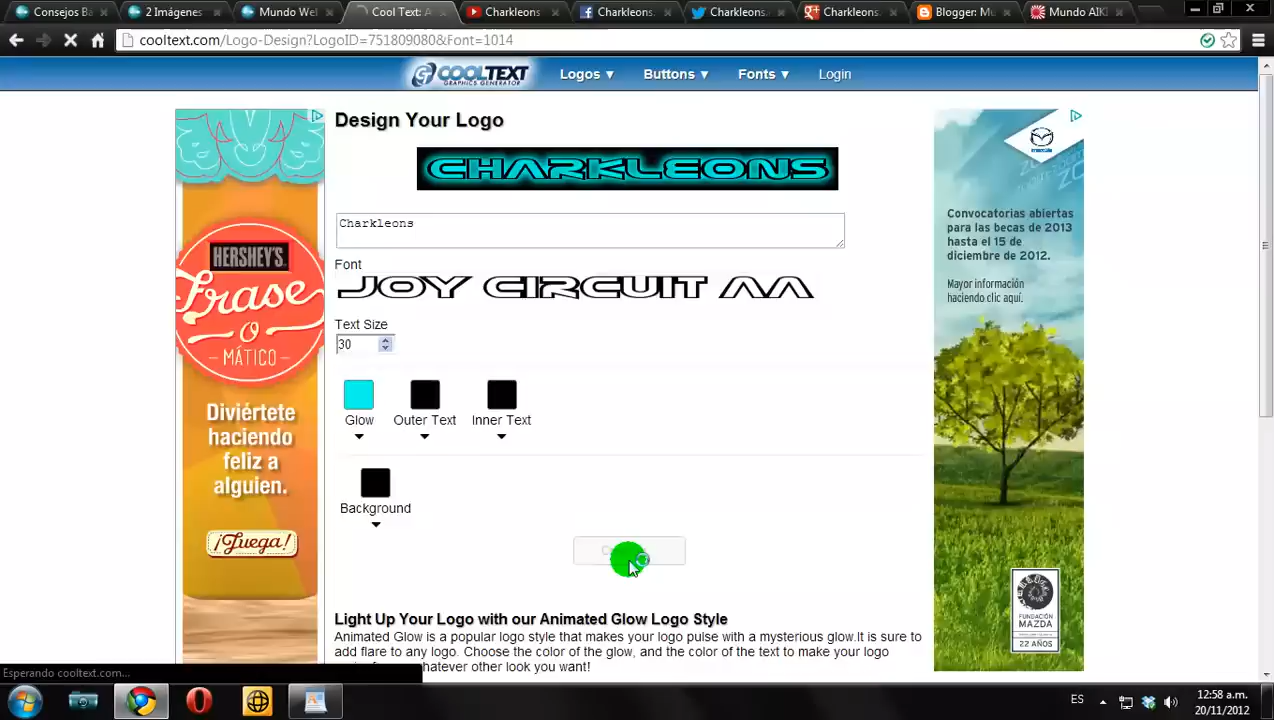 Consejos Ba
2 Imágenes
Mundo Wel
Cool Text: A
Charkleons
Charkleons.
Charkleons.
Charkleons.
Blogger: Mu
Mundo AIK
cooltext.com/Logo-Design?LogoID=751809080&Font=1014
COOLTEXT
GRAPHICS GENERATOR
Logos ▼ Buttons ▼ Fonts ▼ Login
Design Your Logo
CHARKLEONS
Charkleons
Font
JOY CIRCUIT AA
Text Size
30
Glow Outer Text Inner Text
Background
Light Up Your Logo with our Animated Glow Logo Style
Animated Glow is a popular logo style that makes your logo pulse with a mysterious glow.It is sure to
add flare to any logo. Choose the color of the glow, and the color of the text to make your logo
whatever other look you want!
HERSHEY'S
Frase
O
-MÁTICO-
Diviértete
haciendo
feliz a
alguien.
¡Juega!
Convocatorias abiertas
para las becas de 2013
hasta el 15 de
diciembre de 2012.
Mayor información
haciendo clic aquí.
FUNDACIÓN
MAZDA
22 AÑOS
Esperando cooltext.com...
ES
12:58 a.m.
20/11/2012